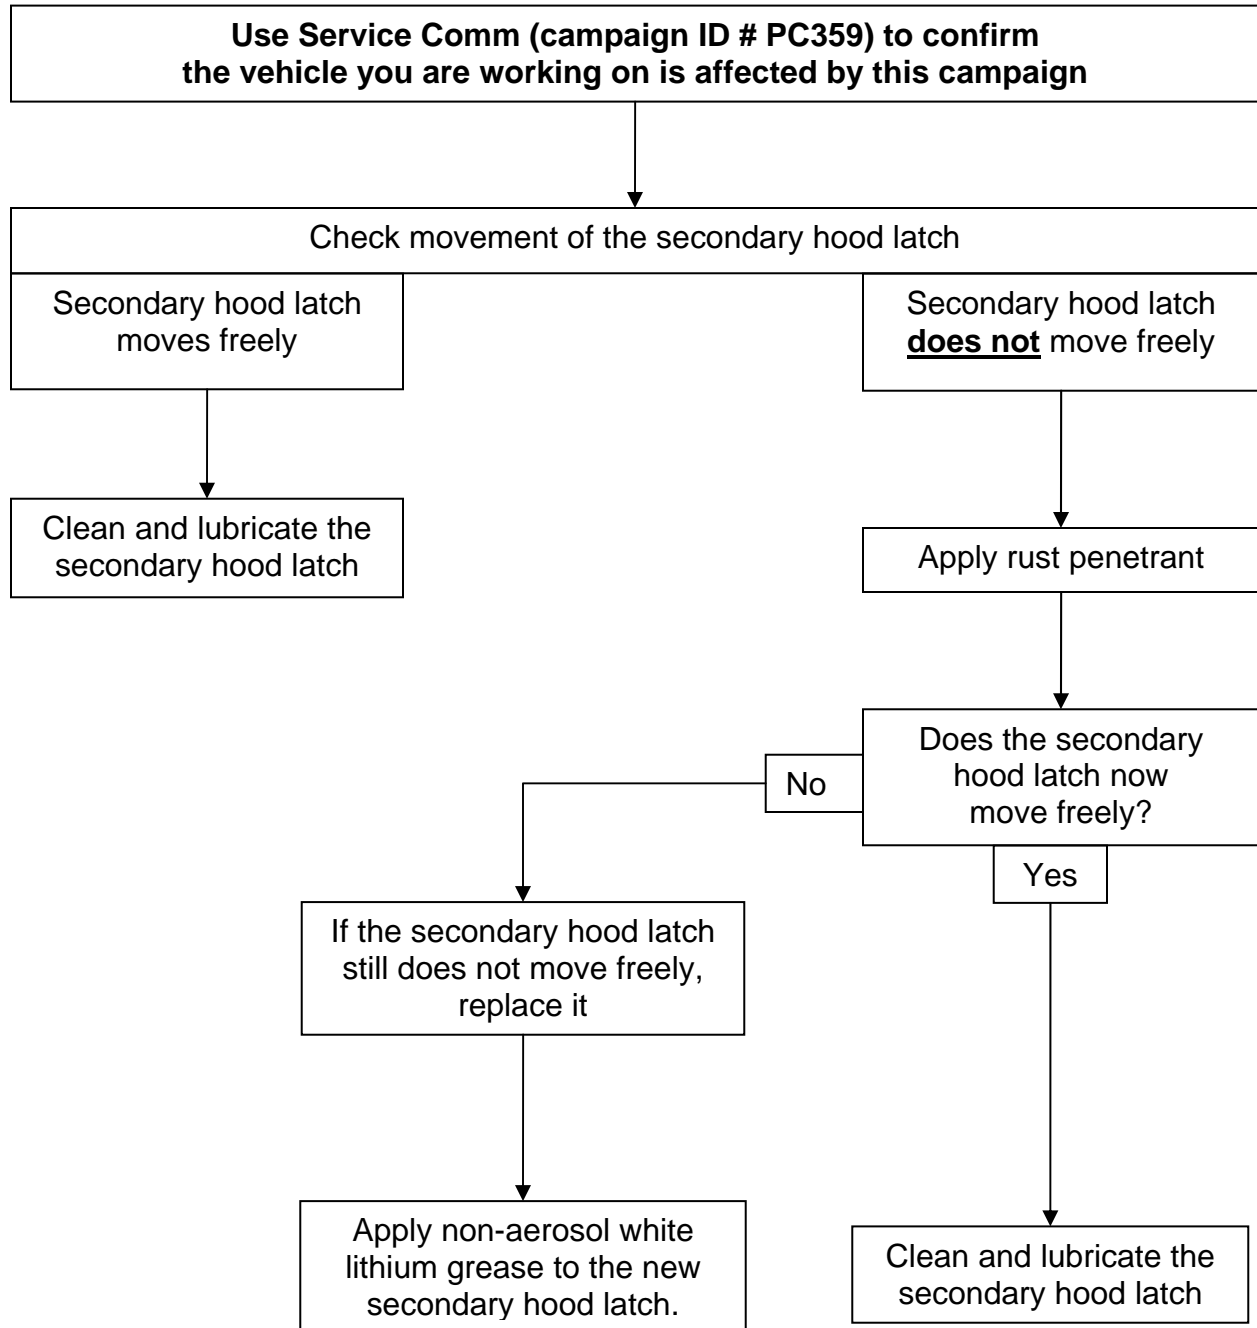 Use Service Comm (campaign ID # PC359) to confirm
the vehicle you are working on is affected by this campaign
Check movement of the secondary hood latch
Secondary hood latch
moves freely
Secondary hood latch
does not move freely
Clean and lubricate the
secondary hood latch
Apply rust penetrant
Does the secondary
hood latch now
move freely?
No
Yes
If the secondary hood latch
still does not move freely,
replace it
Apply non-aerosol white
lithium grease to the new
secondary hood latch.
Clean and lubricate the
secondary hood latch